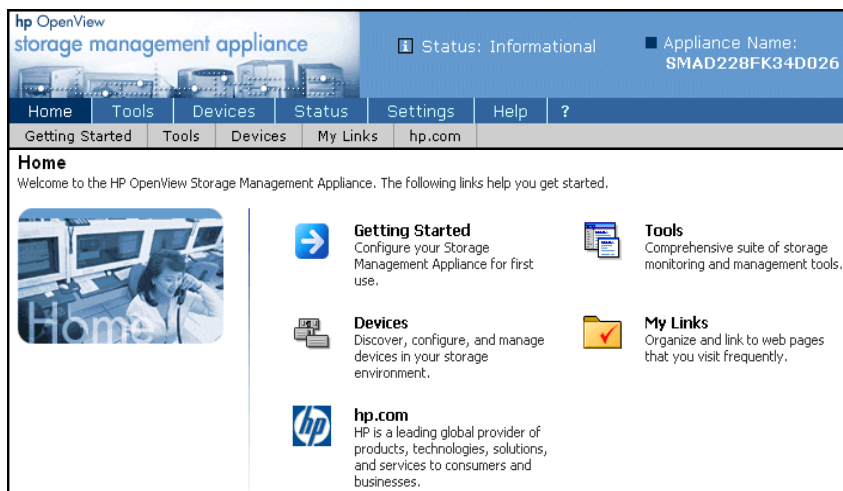 hp OpenView
storage management appliance
i Status: Informational
Appliance Name:
SMAD228FK34D026
Home Tools Devices Status Settings Help ?
Getting Started Tools Devices My Links hp.com
Home
Welcome to the HP OpenView Storage Management Appliance. The following links help you get started.
Home
Getting Started
Configure your Storage
Management Appliance for first
use.
Tools
Comprehensive suite of storage
monitoring and management tools.
Devices
Discover, configure, and manage
devices in your storage
environment.
My Links
Organize and link to web pages
that you visit frequently.
hp
hp.com
HP is a leading global provider of
products, technologies, solutions,
and services to consumers and
businesses.